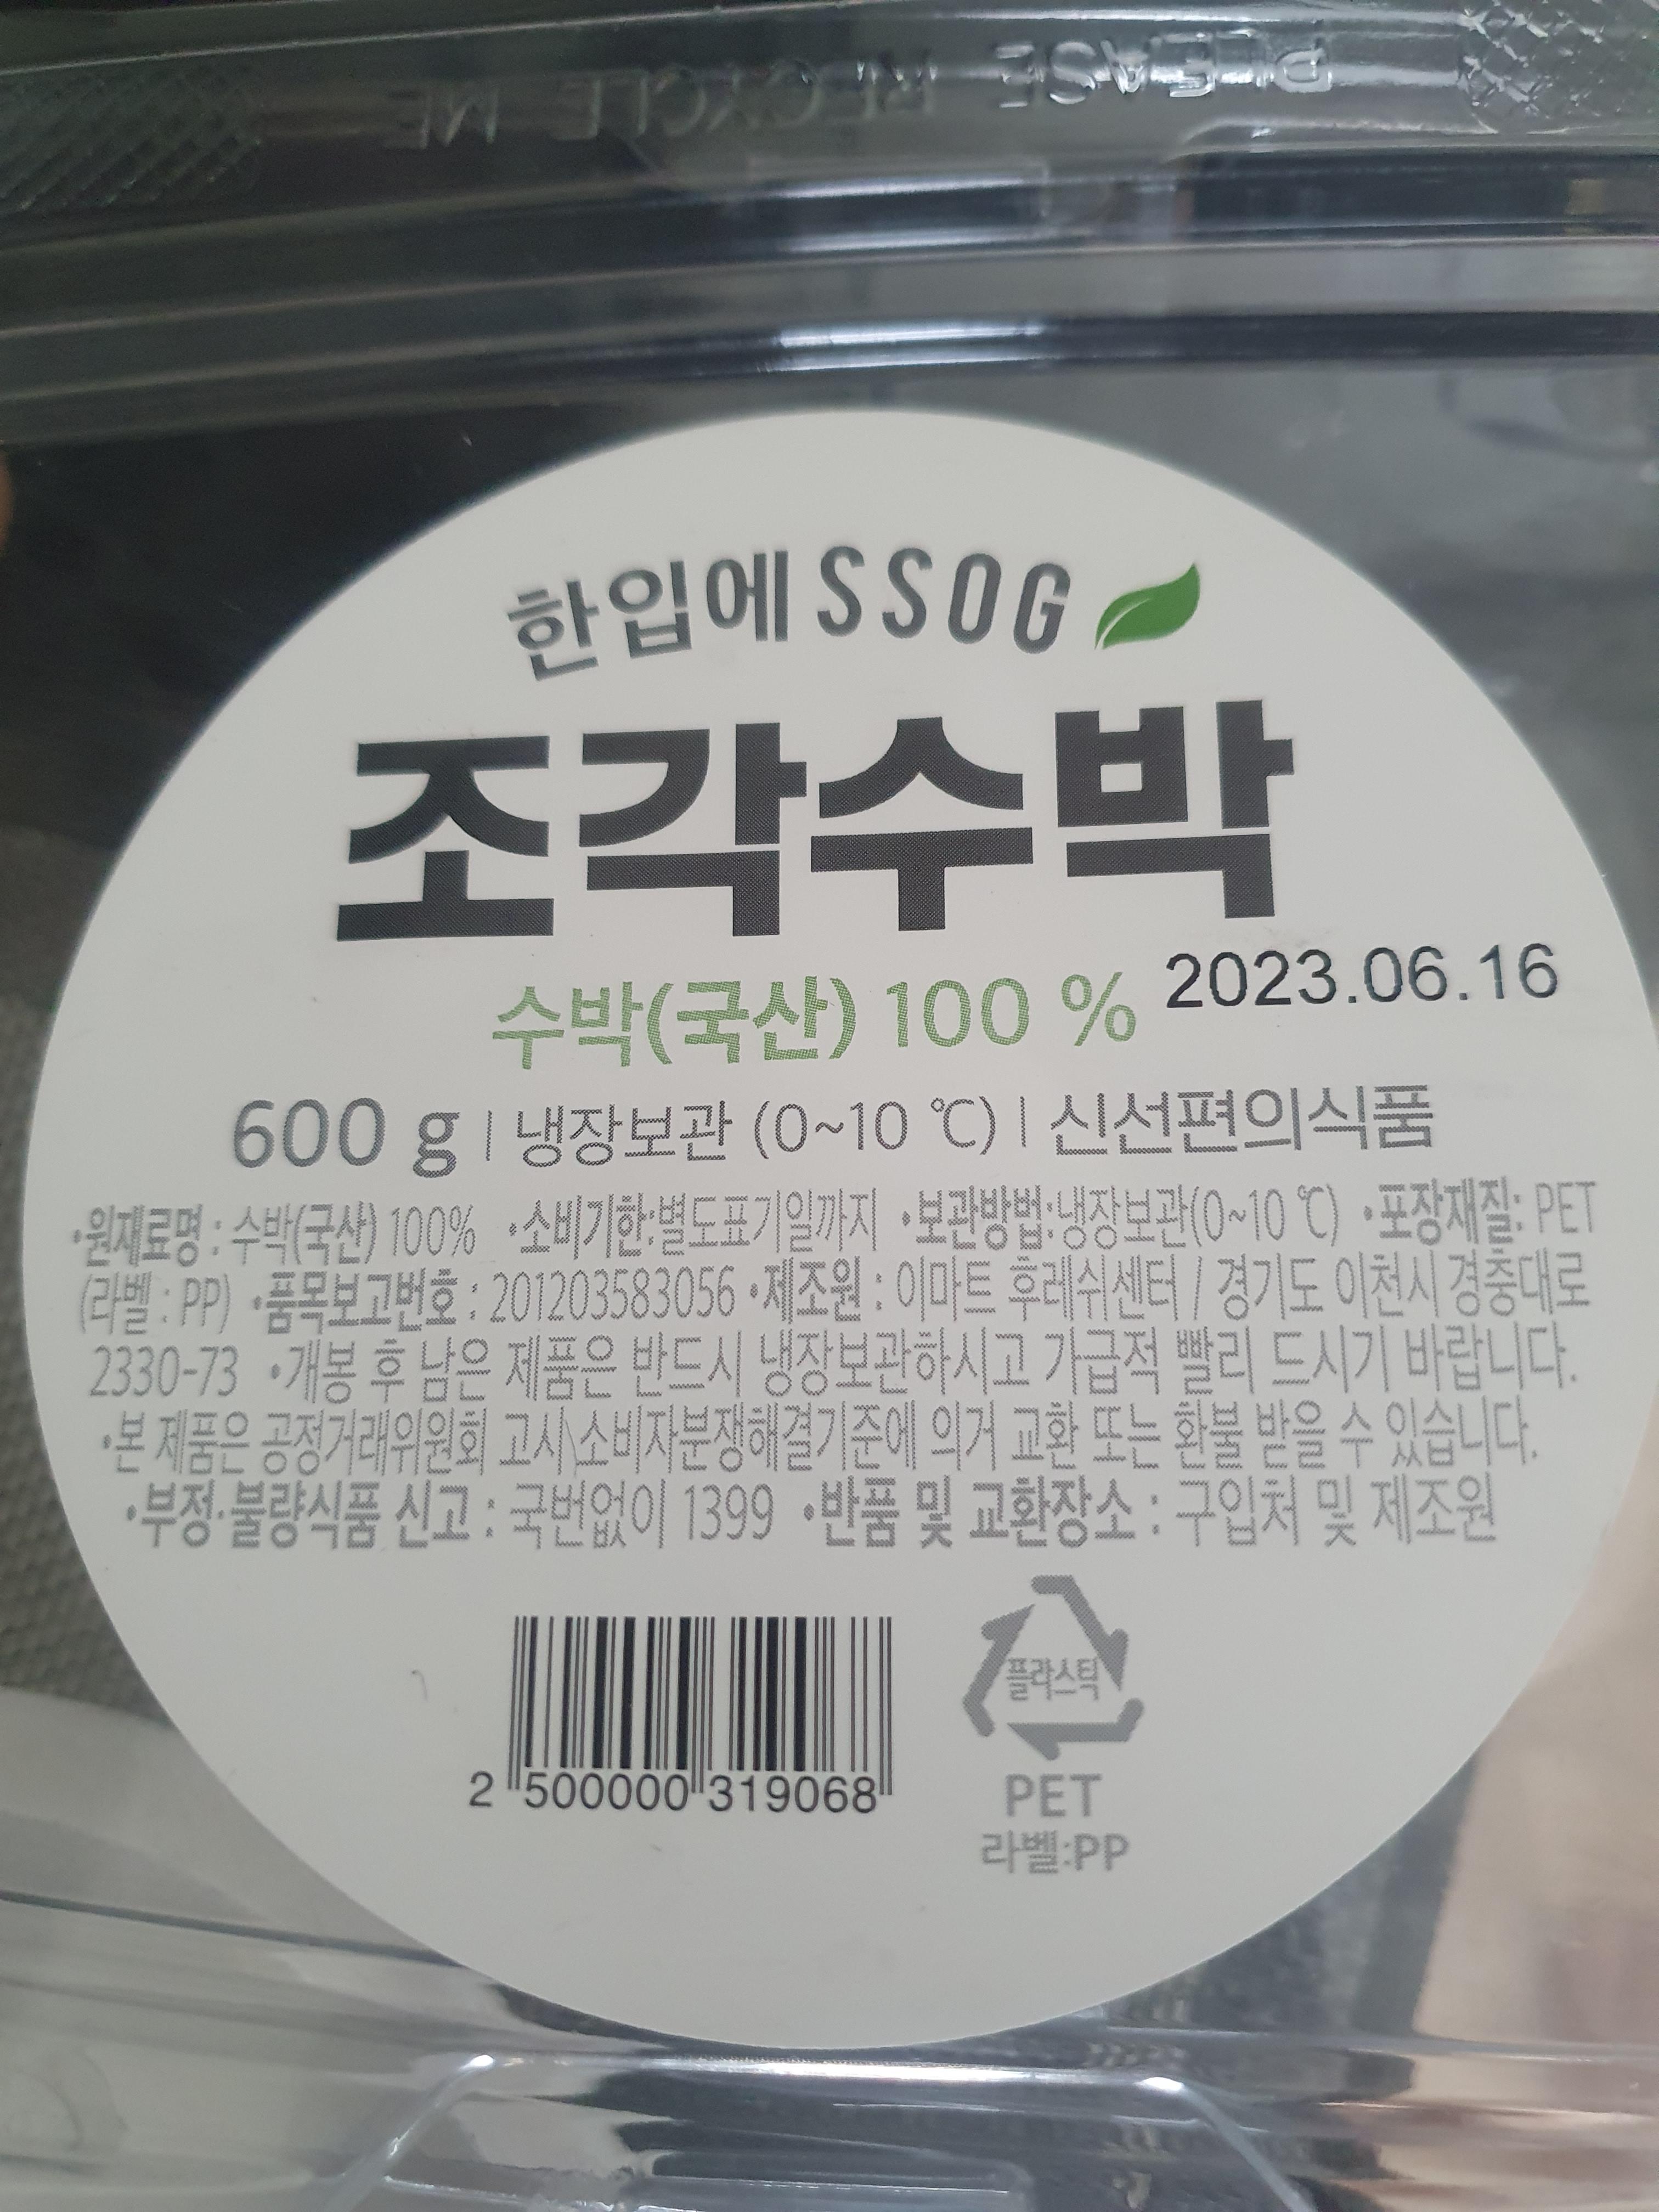 PLEASE RECYCLE ME
한입에 SSOG
조각수박
2023.06.16
수박(국산) 100 %
600 g | 냉장보관 (0~10 ℃) | 신선편의식품
•원재료명 : 수박(국산) 100% •소비기한:별도표기일까지 •보관방법:냉장보관(0~10 ℃) •포장재질: PET
(라벨 : PP) •품목보고번호 : 201203583056 •제조원 : 이마트 후레쉬센터 / 경기도 이천시 경충대로
2330-73 •개봉 후 남은 제품은 반드시 냉장보관하시고 가급적 빨리 드시기 바랍니다.
•본 제품은 공정거래위원회 고시\소비자분쟁해결기준에 의거 교환 또는 환불 받을 수 있습니다.
•부정·불량식품 신고 : 국번없이 1399 •반품 및 교환장소 : 구입처 및 제조원
플라스틱
2 500000 319068
PET
라벨:PP